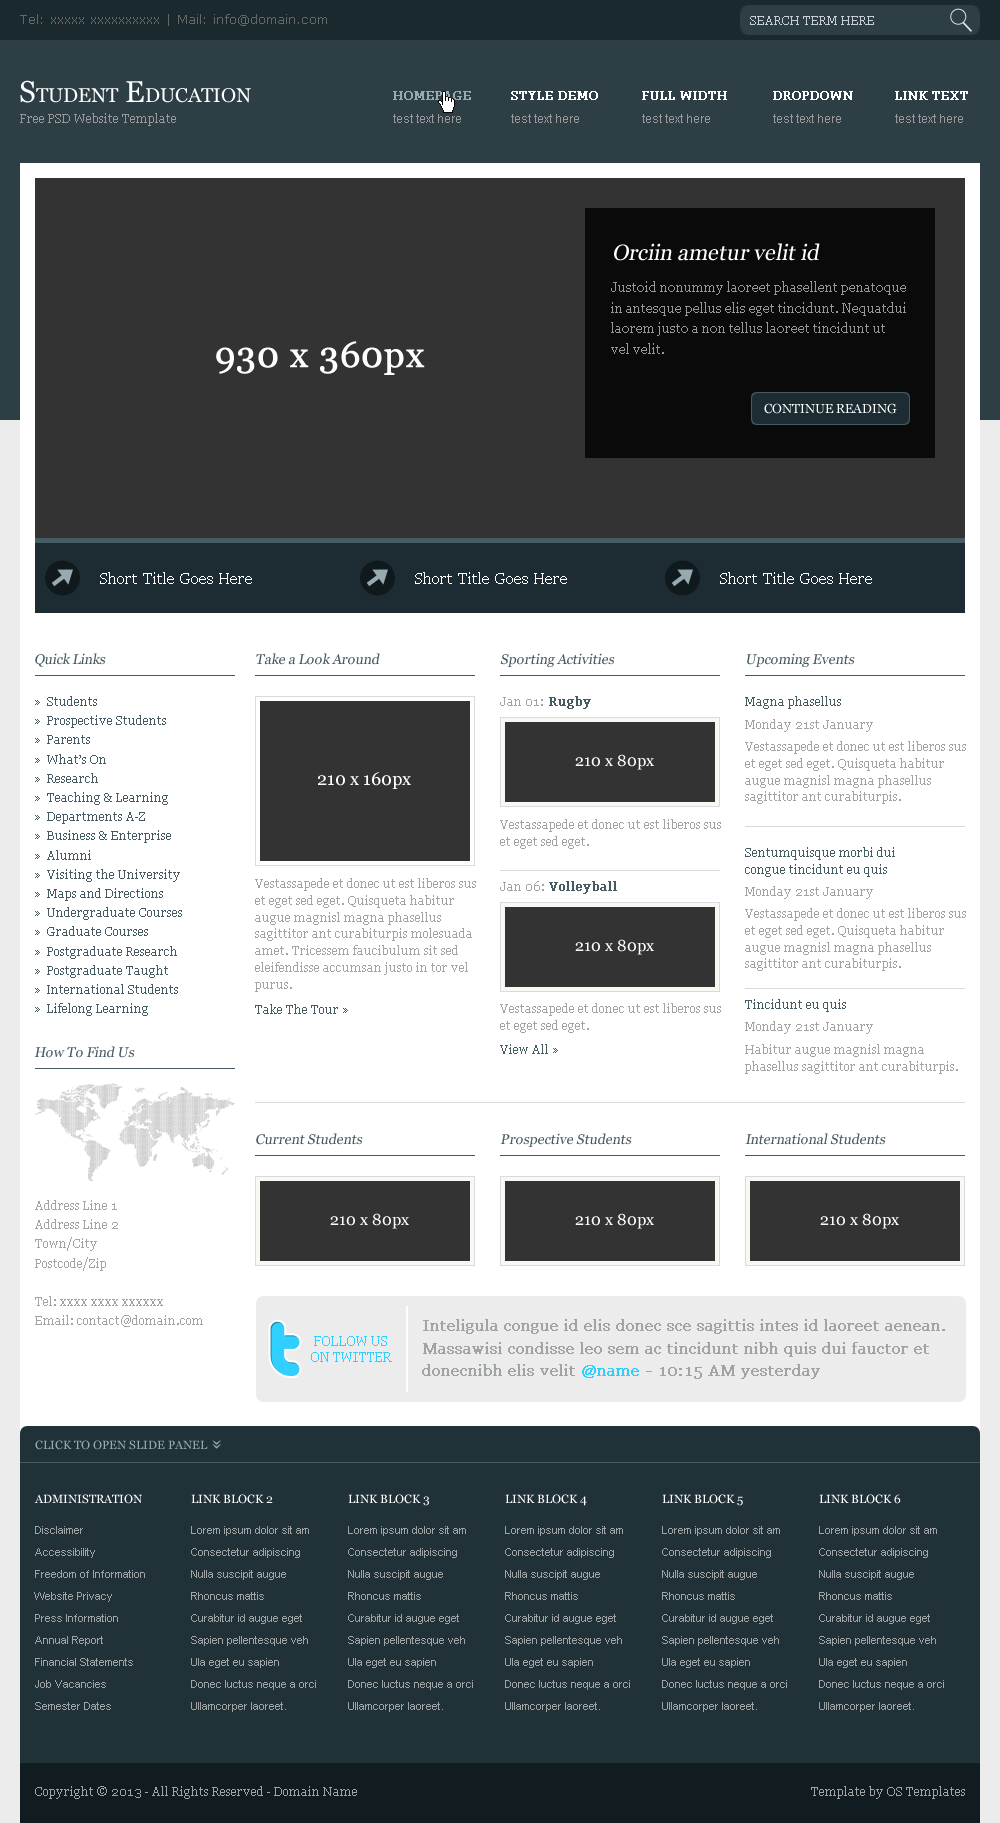 Tel: xxxxx xxxxxxxxxx | Mail: info@domain.com
SEARCH TERM HERE
STUDENT EDUCATION
Free PSD Website Template
HOMEPAGE
test text here
STYLE DEMO
test text here
FULL WIDTH
test text here
DROPDOWN
test text here
LINK TEXT
test text here
930 x 360px
Orciin ametur velit id
Justoid nonummy laoreet phasellent penatoque
in antesque pellus elis eget tincidunt. Nequatdui
laorem justo a non tellus laoreet tincidunt ut
vel velit.
CONTINUE READING
Short Title Goes Here
Short Title Goes Here
Short Title Goes Here
Quick Links
» Students
» Prospective Students
» Parents
» What's On
» Research
» Teaching & Learning
» Departments A-Z
» Business & Enterprise
» Alumni
» Visiting the University
» Maps and Directions
» Undergraduate Courses
» Graduate Courses
» Postgraduate Research
» Postgraduate Taught
» International Students
» Lifelong Learning
How To Find Us
Address Line 1
Address Line 2
Town/City
Postcode/Zip
Tel: xxxx xxxx xxxxxx
Email: contact@domain.com
Take a Look Around
210 x 160px
Vestassapede et donec ut est liberos sus
et eget sed eget. Quisqueta habitur
augue magnisl magna phasellus
sagittitor ant curabiturpis molesuada
amet. Tricessem faucibulum sit sed
eleifendisse accumsan justo in tor vel
purus.
Take The Tour »
Sporting Activities
Jan 01: Rugby
210 x 80px
Vestassapede et donec ut est liberos sus
et eget sed eget.
Jan 06: Volleyball
210 x 80px
Vestassapede et donec ut est liberos sus
et eget sed eget.
View All »
Upcoming Events
Magna phasellus
Monday 21st January
Vestassapede et donec ut est liberos sus
et eget sed eget. Quisqueta habitur
augue magnisl magna phasellus
sagittitor ant curabiturpis.
Sentumquisque morbi dui
congue tincidunt eu quis
Monday 21st January
Vestassapede et donec ut est liberos sus
et eget sed eget. Quisqueta habitur
augue magnisl magna phasellus
sagittitor ant curabiturpis.
Tincidunt eu quis
Monday 21st January
Habitur augue magnisl magna
phasellus sagittitor ant curabiturpis.
Current Students
210 x 80px
Prospective Students
210 x 80px
International Students
210 x 80px
FOLLOW US
ON TWITTER
Inteligula congue id elis donec sce sagittis intes id laoreet aenean.
Massawisi condisse leo sem ac tincidunt nibh quis dui fauctor et
donecnibh elis velit @name - 10:15 AM yesterday
CLICK TO OPEN SLIDE PANEL
ADMINISTRATION
Disclaimer
Accessibility
Freedom of Information
Website Privacy
Press Information
Annual Report
Financial Statements
Job Vacancies
Semester Dates
LINK BLOCK 2
Lorem ipsum dolor sit am
Consectetur adipiscing
Nulla suscipit augue
Rhoncus mattis
Curabitur id augue eget
Sapien pellentesque veh
Ula eget eu sapien
Donec luctus neque a orci
Ullamcorper laoreet.
LINK BLOCK 3
Lorem ipsum dolor sit am
Consectetur adipiscing
Nulla suscipit augue
Rhoncus mattis
Curabitur id augue eget
Sapien pellentesque veh
Ula eget eu sapien
Donec luctus neque a orci
Ullamcorper laoreet.
LINK BLOCK 4
Lorem ipsum dolor sit am
Consectetur adipiscing
Nulla suscipit augue
Rhoncus mattis
Curabitur id augue eget
Sapien pellentesque veh
Ula eget eu sapien
Donec luctus neque a orci
Ullamcorper laoreet.
LINK BLOCK 5
Lorem ipsum dolor sit am
Consectetur adipiscing
Nulla suscipit augue
Rhoncus mattis
Curabitur id augue eget
Sapien pellentesque veh
Ula eget eu sapien
Donec luctus neque a orci
Ullamcorper laoreet.
LINK BLOCK 6
Lorem ipsum dolor sit am
Consectetur adipiscing
Nulla suscipit augue
Rhoncus mattis
Curabitur id augue eget
Sapien pellentesque veh
Ula eget eu sapien
Donec luctus neque a orci
Ullamcorper laoreet.
Copyright © 2013 - All Rights Reserved - Domain Name
Template by OS Templates